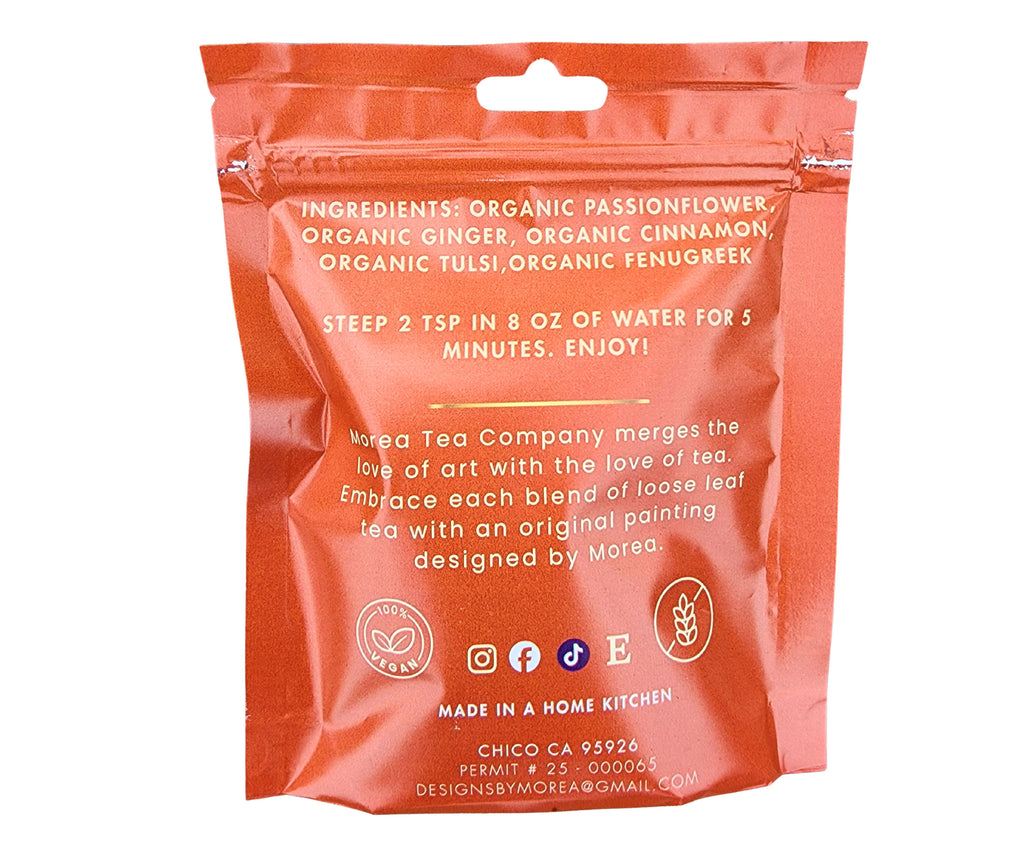 INGREDIENTS: ORGANIC PASSIONFLOWER,
ORGANIC GINGER, ORGANIC CINNAMON,
ORGANIC TULSI,ORGANIC FENUGREEK
STEEP 2 TSP IN 8 OZ OF WATER FOR 5
MINUTES. ENJOY!
Morea Tea Company merges the
love of art with the love of tea.
Embrace each blend of loose leaf
tea with an original painting
designed by Morea.
100%
VEGAN
E
MADE IN A HOME KITCHEN
CHICO CA 95926
PERMIT # 25 - 000065
DESIGNSBYMOREA@GMAIL.COM